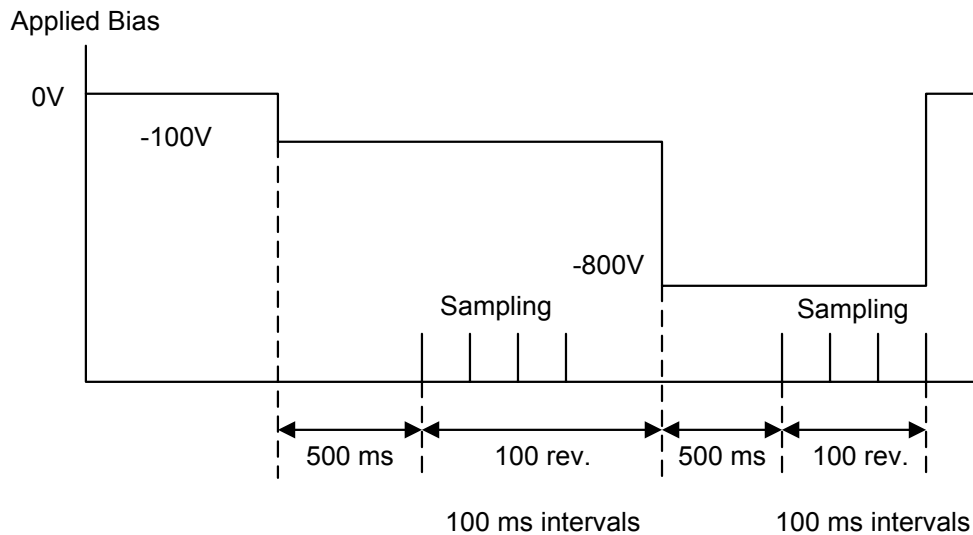 Applied Bias
0V
-100V
-800V
Sampling
Sampling
500 ms
100 rev.
500 ms
100 rev.
100 ms intervals
100 ms intervals